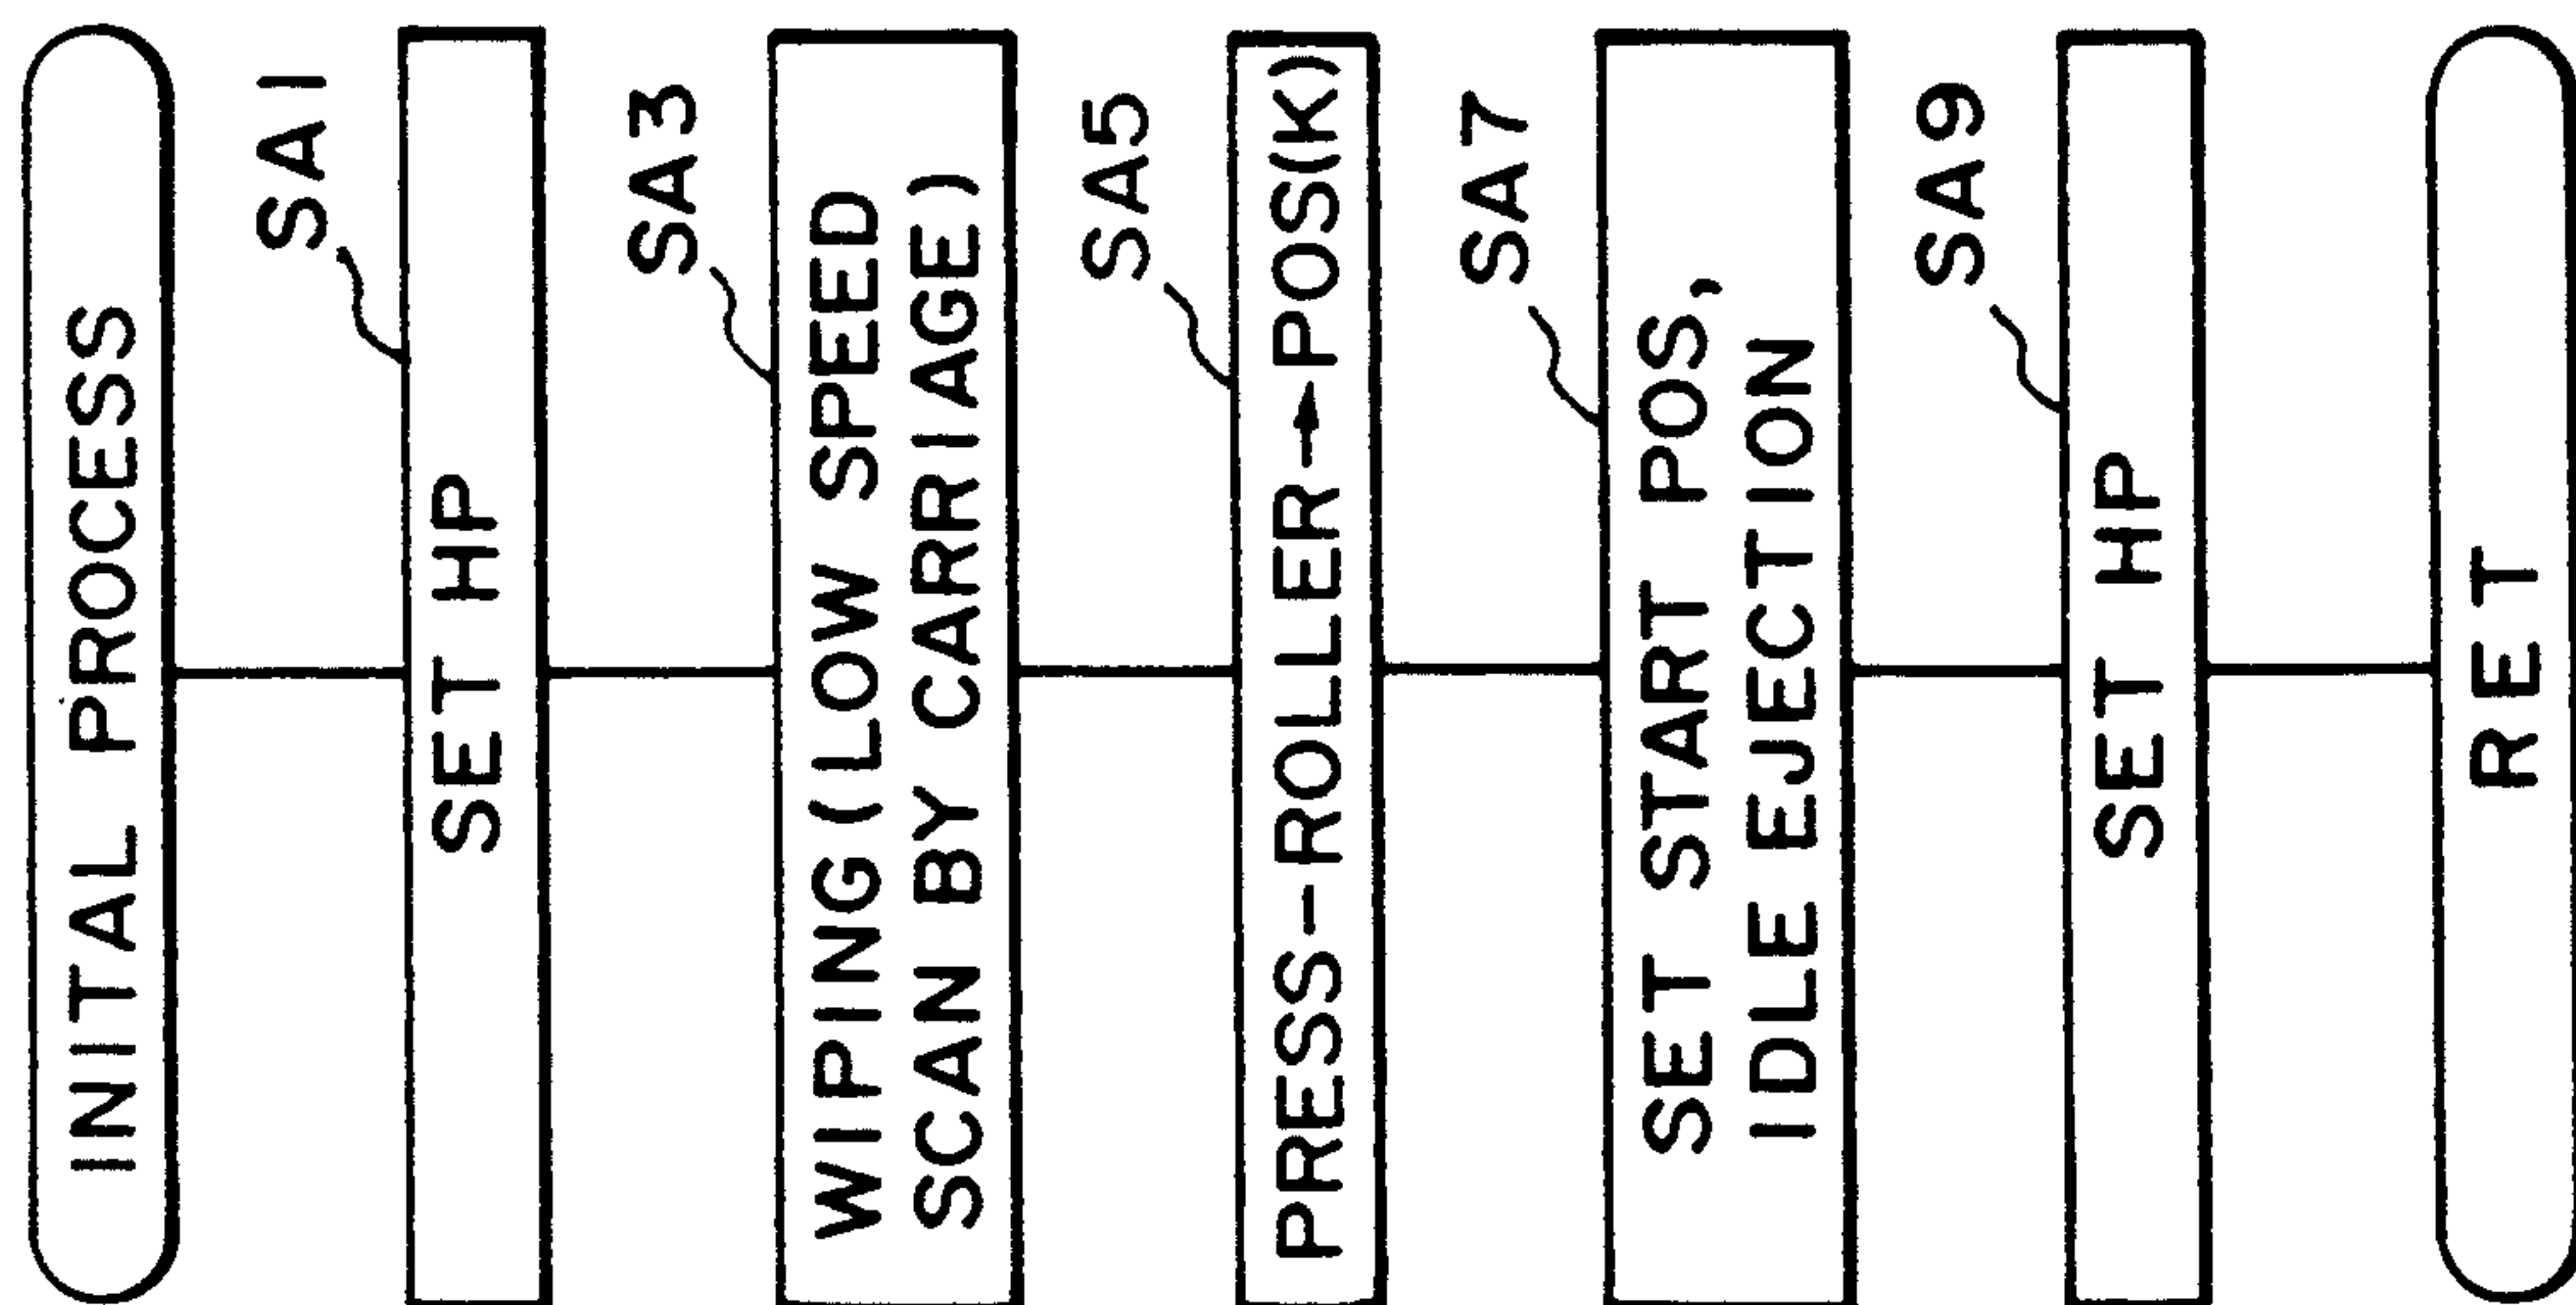 INITAL PROCESS
SA1
SET HP
SA3
WIPING (LOW SPEED
SCAN BY CARRIAGE)
SA5
PRESS-ROLLER→POS(K)
SA7
SET START POS,
IDLE EJECTION
SA9
SET HP
RET